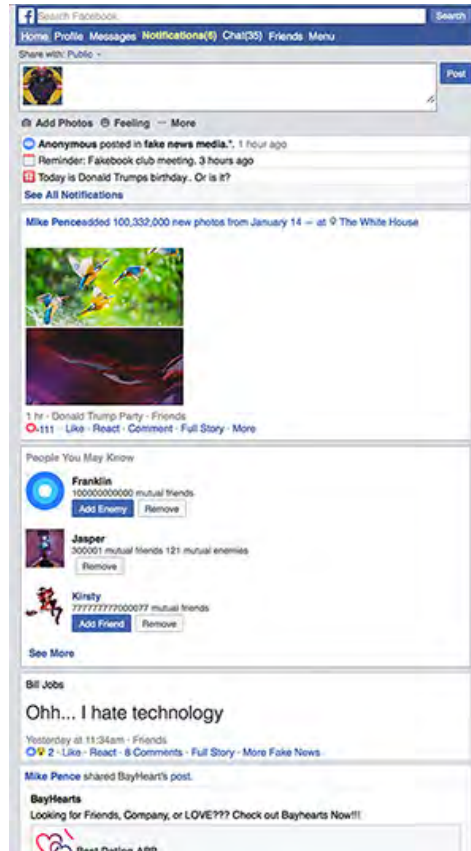 f Search Facebook Search
Home Profile Messages Notifications(6) Chat(35) Friends Menu
Share with: Public
Post
Add Photos Feeling More
Anonymous posted in fake news media.". 1 hour ago
Reminder: Fakebook club meeting. 3 hours ago
Today is Donald Trumps birthday.. Or is it?
See All Notifications
Mike Penceadded 100,332,000 new photos from January 14 — at The White House
1 hr · Donald Trump Party · Friends
-111 · Like · React · Comment · Full Story · More
People You May Know
Franklin
100000000000 mutual friends
Add Enemy Remove
Jasper
300001 mutual friends 121 mutual enemies
Remove
Kirsty
777777777000077 mutual friends
Add Friend Remove
See More
Bill Jobs
Ohh... I hate technology
Yesterday at 11:34am · Friends
2 · Like · React · 8 Comments · Full Story · More Fake News
Mike Pence shared BayHeart's post.
BayHearts
Looking for Friends, Company, or LOVE??? Check out Bayhearts Now!!!
Best Dating APP